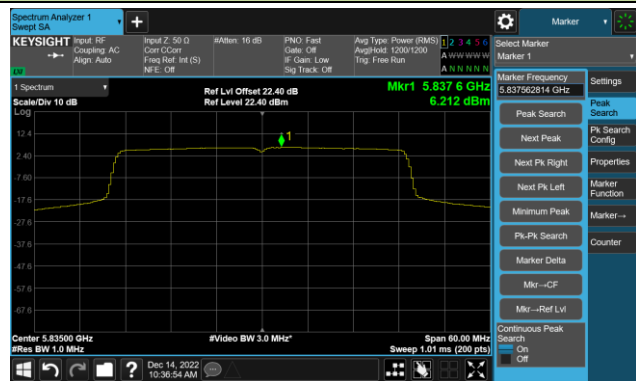 Spectrum Analyzer 1
Swept SA
Marker
KEYSIGHT
Input: RF
Coupling: AC
Align: Auto
Input Z: 50 Ω
Corr CCorr
Freq Ref: Int (S)
NFE: Off
#Atten: 16 dB
PNO: Fast
Gate: Off
IF Gain: Low
Sig Track: Off
Avg Type: Power (RMS)
Avg|Hold: 1200/1200
Trig: Free Run
1 2 3 4 5 6
A W W W W W
A N N N N N
LVI
Select Marker
Marker 1
1 Spectrum
Scale/Div 10 dB
Ref Lvl Offset 22.40 dB
Ref Level 22.40 dBm
Mkr1 5.837 6 GHz
6.212 dBm
Log
12.4
2.40
-7.60
-17.6
-27.6
-37.6
-47.6
-57.6
-67.6
1
Center 5.83500 GHz
#Res BW 1.0 MHz
#Video BW 3.0 MHz*
Span 60.00 MHz
Sweep 1.01 ms (200 pts)
Marker Frequency
5.837562814 GHz
Peak Search
Next Peak
Next Pk Right
Next Pk Left
Minimum Peak
Pk-Pk Search
Marker Delta
Mkr→CF
Mkr→Ref Lvl
Continuous Peak
Search
On
Off
Settings
Peak
Search
Pk Search
Config
Properties
Marker
Function
Marker→
Counter
Dec 14, 2022
10:36:54 AM